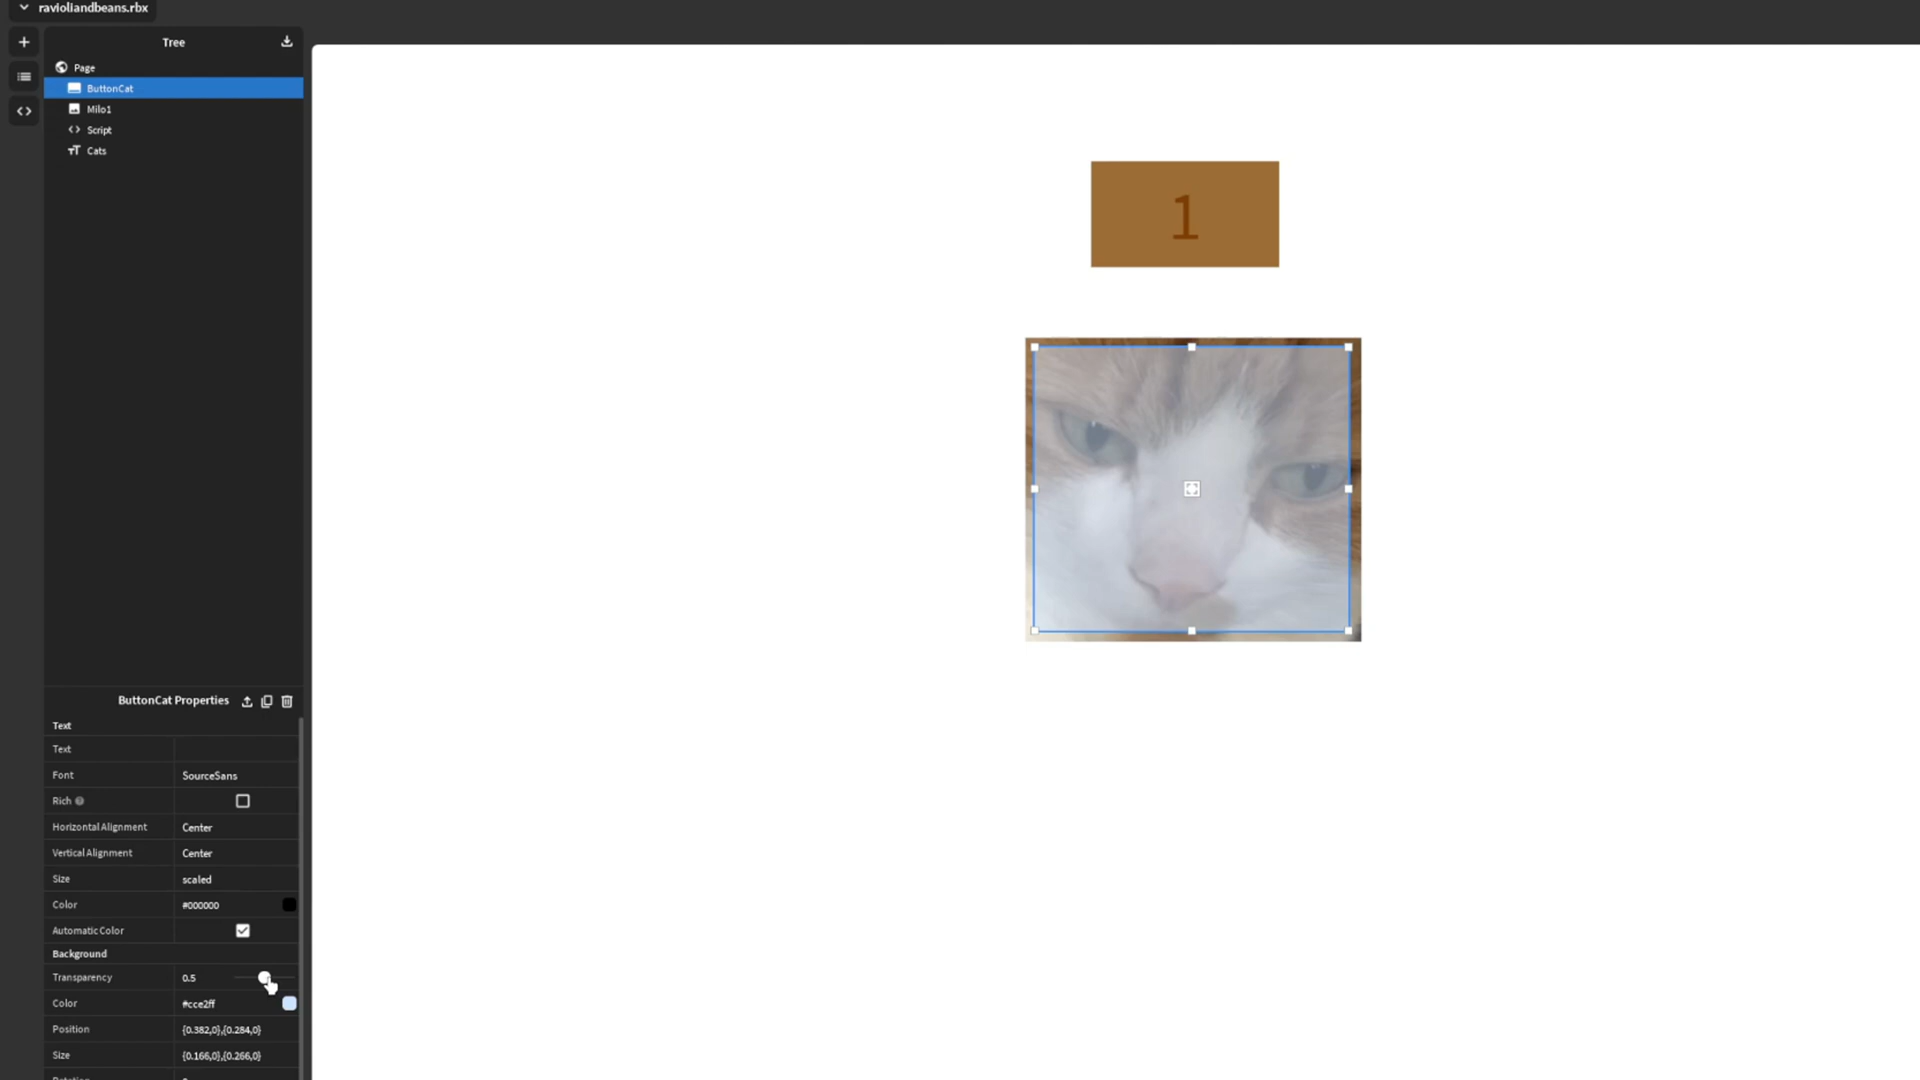 ravioliandbeans.rbx
Tree
Page
ButtonCat
Milo1
Script
Cats
1
ButtonCat Properties
Text
Text
Font SourceSans
Rich
Horizontal Alignment Center
Vertical Alignment Center
Size scaled
Color #000000
Automatic Color
Background
Transparency 0.5
Color #cce2ff
Position {0.382,0},{0.284,0}
Size {0.166,0},{0.266,0}